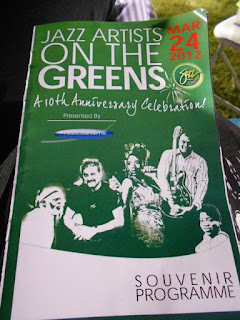 JAZZ ARTISTS
ON THE
GREENS
MAR
24
2012
A 10th Anniversary Celebration!
Presented By
SOUVENIR
PROGRAMME